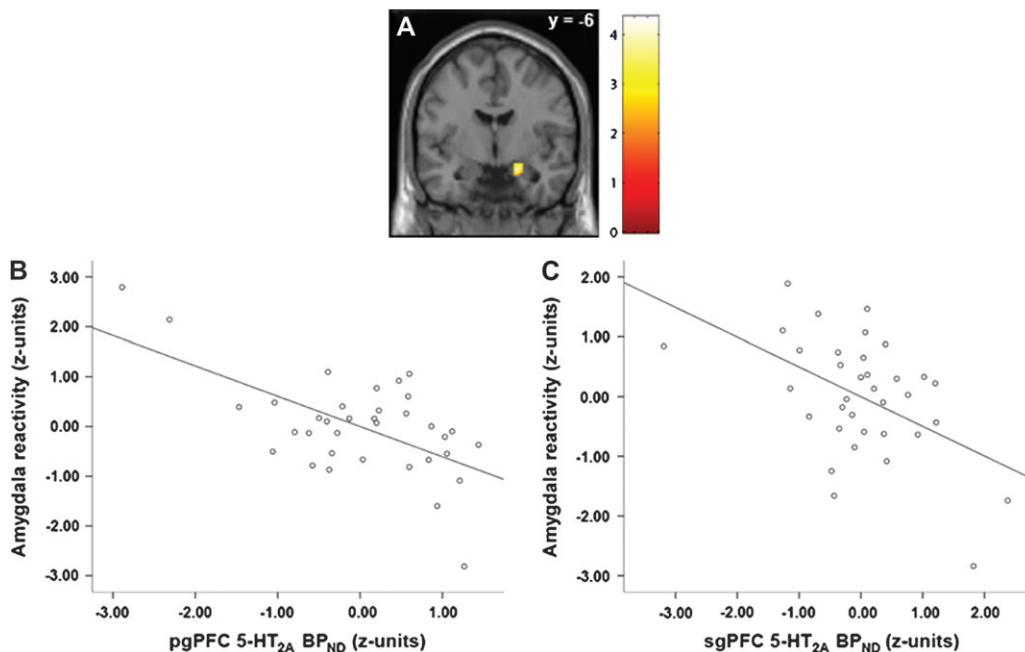 A
y = -6
4
3
2
1
0
B
3.00
2.00
1.00
0.00
-1.00
-2.00
-3.00
Amygdala reactivity (z-units)
-3.00 -2.00 -1.00 0.00 1.00
pgPFC 5-HT2A BPND (z-units)
C
2.00
1.00
0.00
-1.00
-2.00
-3.00
Amygdala reactivity (z-units)
-3.00 -2.00 -1.00 0.00 1.00 2.00
sgPFC 5-HT2A BPND (z-units)